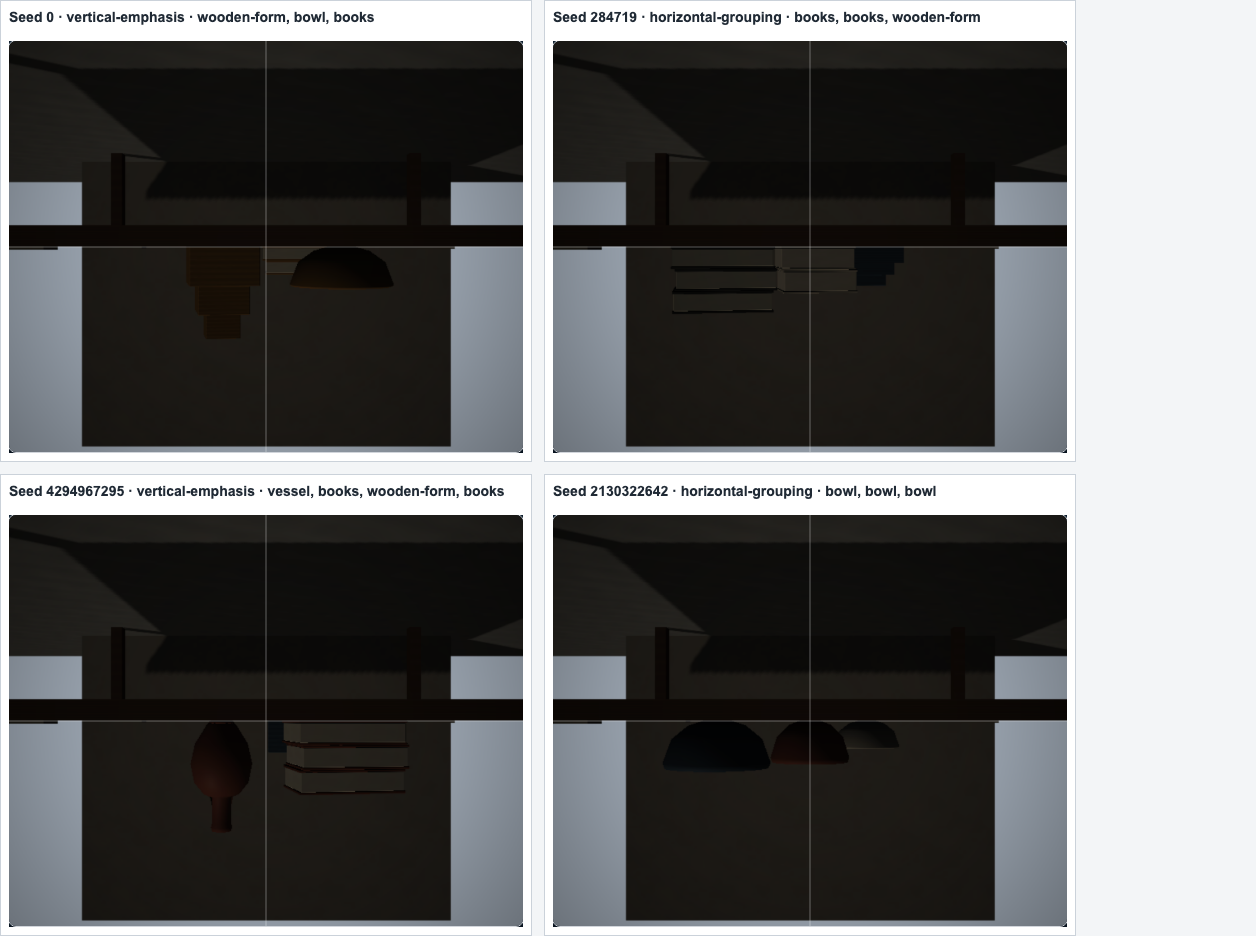 Seed 0 · vertical-emphasis · wooden-form, bowl, books
Seed 284719 · horizontal-grouping · books, books, wooden-form
Seed 4294967295 · vertical-emphasis · vessel, books, wooden-form, books
Seed 2130322642 · horizontal-grouping · bowl, bowl, bowl